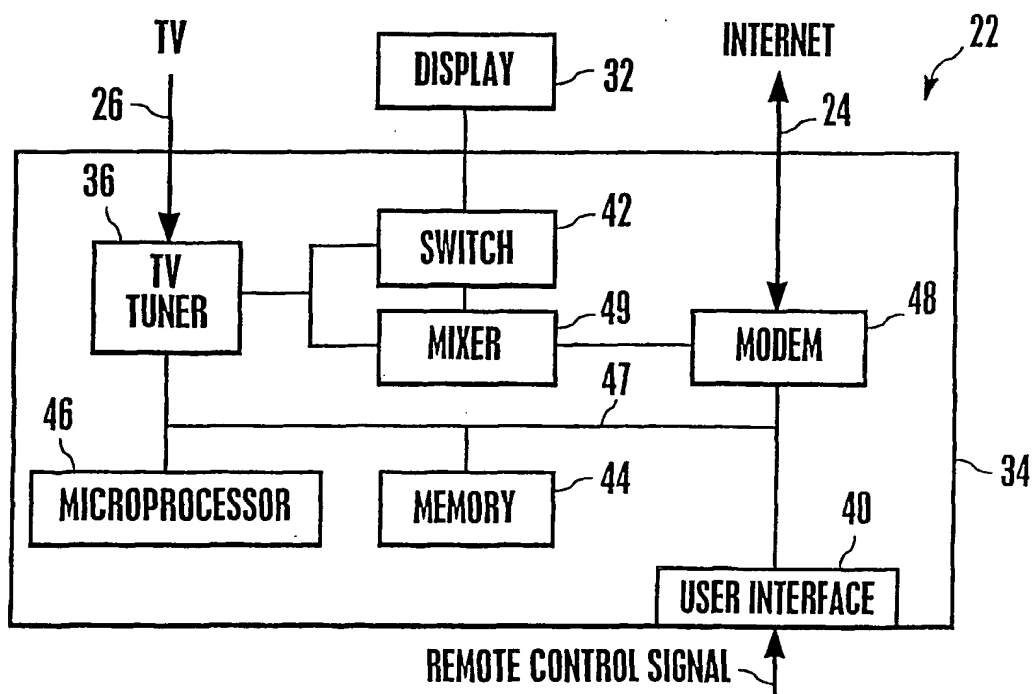 TV
DISPLAY
32
INTERNET
22
26
24
36
TV
TUNER
SWITCH
42
MIXER
49
MODEM
48
47
46
MICROPROCESSOR
MEMORY
44
34
40
USER INTERFACE
REMOTE CONTROL SIGNAL